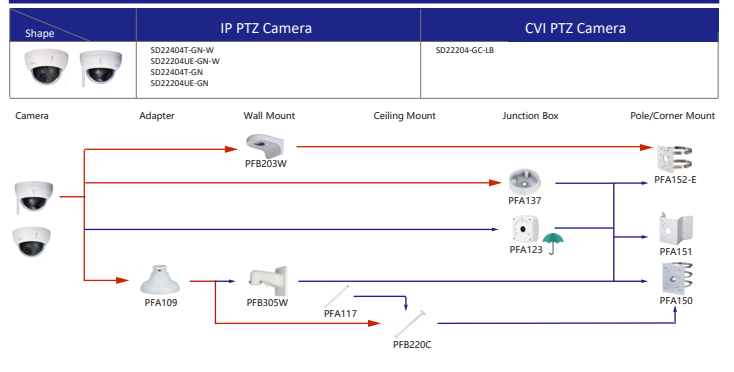 Shape
IP PTZ Camera
CVI PTZ Camera
SD22404T-GN-W
SD22204UE-GN-W
SD22404T-GN
SD22204UE-GN
SD22204-GC-LB
Camera
Adapter
Wall Mount
Ceiling Mount
Junction Box
Pole/Corner Mount
PFB203W
PFA152-E
PFA137
PFA123
PFA151
PFA109
PFB305W
PFA117
PFA150
PFB220C